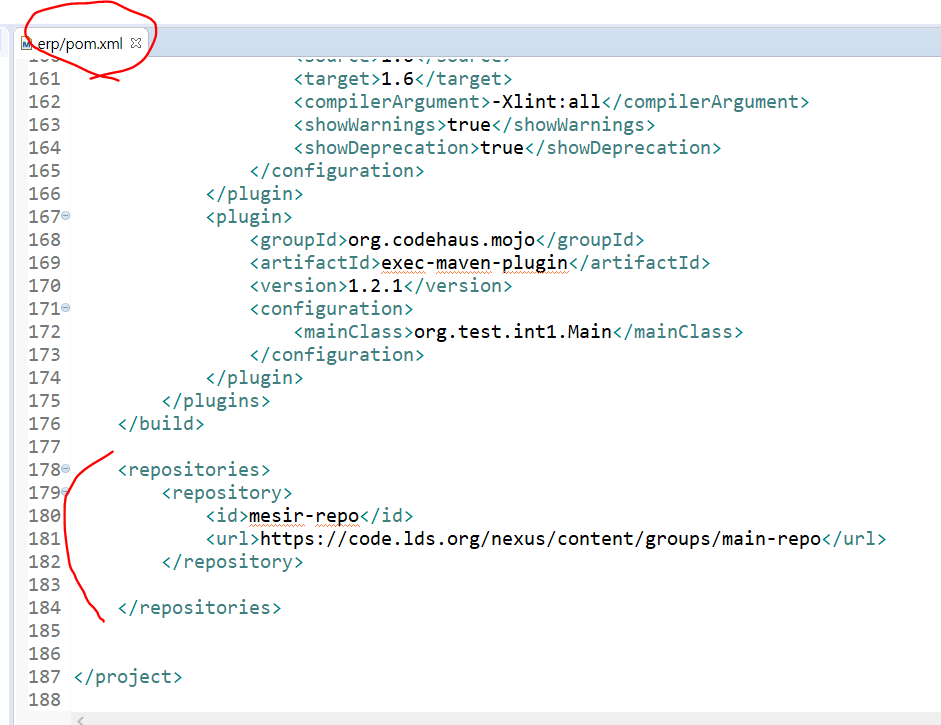 erp/pom.xml
160 <source>1.6</source>
161 <target>1.6</target>
162 <compilerArgument>-Xlint:all</compilerArgument>
163 <showWarnings>true</showWarnings>
164 <showDeprecation>true</showDeprecation>
165 </configuration>
166 </plugin>
167 <plugin>
168 <groupId>org.codehaus.mojo</groupId>
169 <artifactId>exec-maven-plugin</artifactId>
170 <version>1.2.1</version>
171 <configuration>
172 <mainClass>org.test.int1.Main</mainClass>
173 </configuration>
174 </plugin>
175 </plugins>
176 </build>
177
178 <repositories>
179 <repository>
180 <id>mesir-repo</id>
181 <url>https://code.lds.org/nexus/content/groups/main-repo</url>
182 </repository>
183
184 </repositories>
185
186
187 </project>
188